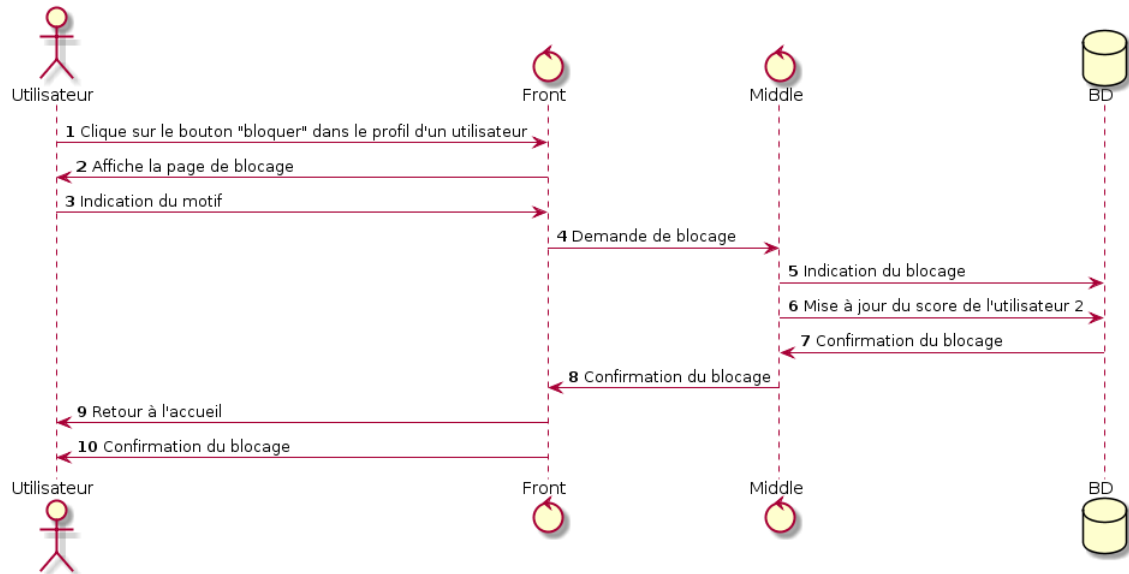 Utilisateur
Front
Middle
BD
1 Clique sur le bouton "bloquer" dans le profil d'un utilisateur
2 Affiche la page de blocage
3 Indication du motif
4 Demande de blocage
5 Indication du blocage
6 Mise à jour du score de l'utilisateur 2
7 Confirmation du blocage
8 Confirmation du blocage
9 Retour à l'accueil
10 Confirmation du blocage
Utilisateur
Front
Middle
BD